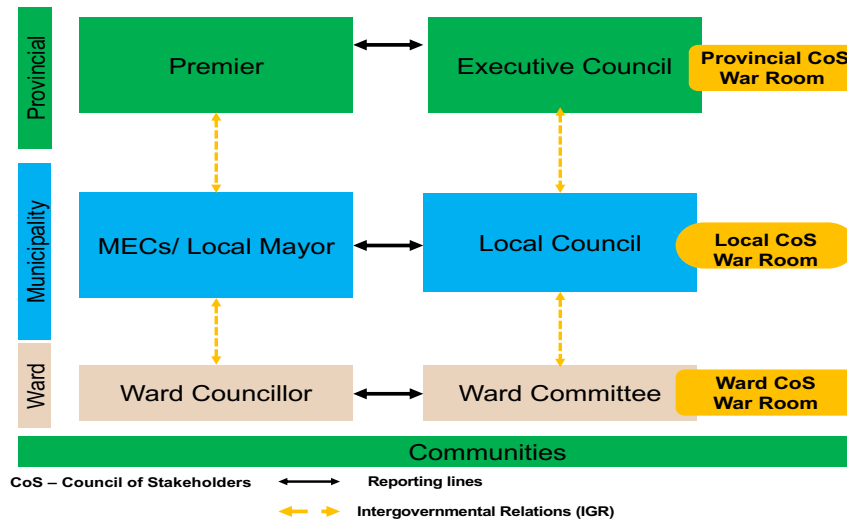 Provincial
Premier
Executive Council
Provincial CoS
War Room
Municipality
MECs/ Local Mayor
Local Council
Local CoS
War Room
Ward
Ward Councillor
Ward Committee
Ward CoS
War Room
Communities
CoS – Council of Stakeholders
Reporting lines
Intergovernmental Relations (IGR)